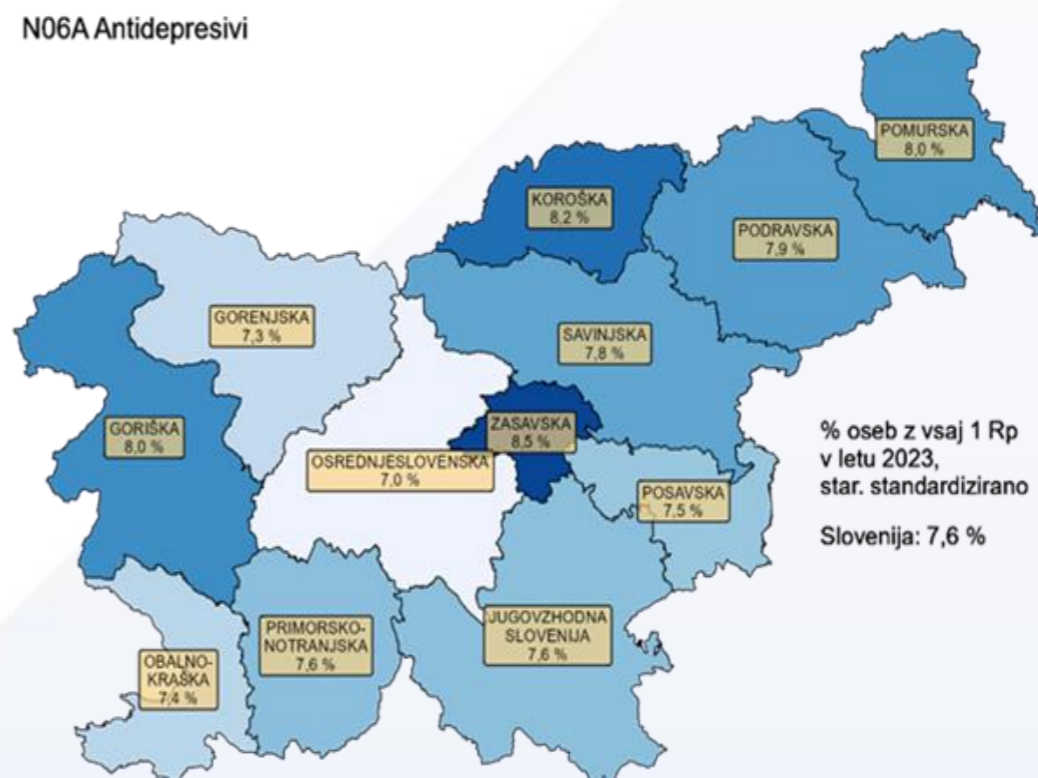 N06A Antidepresivi
POMURSKA
8,0 %
KOROŠKA
8,2 %
PODRAVSKA
7,9 %
GORENJSKA
7,3 %
SAVINJSKA
7,8 %
GORIŠKA
8,0 %
ZASAVSKA
8,5 %
OSREDNJESLOVENSKA
7,0 %
POSAVSKA
7,5 %
% oseb z vsaj 1 Rp
v letu 2023,
star. standardizirano
Slovenija: 7,6 %
PRIMORSKO-
NOTRANJSKA
7,6 %
JUGOVZHODNA
SLOVENIJA
7,6 %
OBALNO-
KRAŠKA
7,4 %